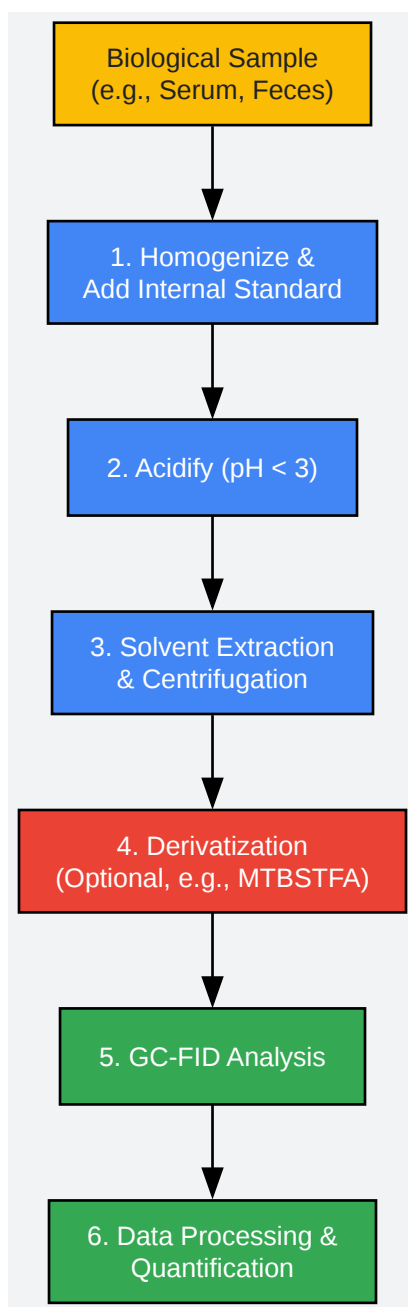 Biological Sample
(e.g., Serum, Feces)
1. Homogenize &
Add Internal Standard
2. Acidify (pH < 3)
3. Solvent Extraction
& Centrifugation
4. Derivatization
(Optional, e.g., MTBSTFA)
5. GC-FID Analysis
6. Data Processing &
Quantification